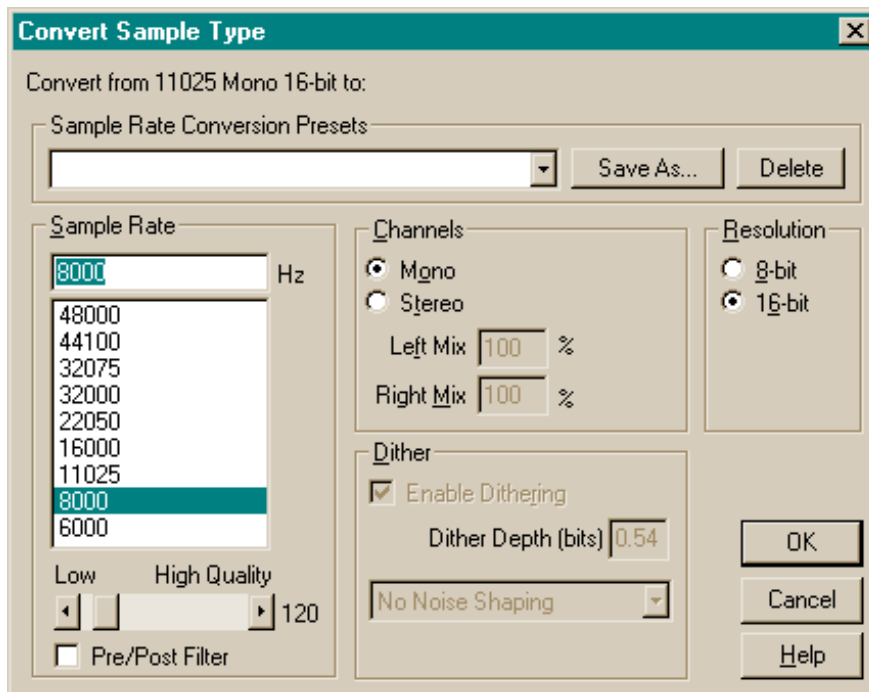 Convert Sample Type
Convert from 11025 Mono 16-bit to:
Sample Rate Conversion Presets
Save As...
Delete
Sample Rate
8000 Hz
48000
44100
32075
32000
22050
16000
11025
8000
6000
Low High Quality
120
Pre/Post Filter
Channels
Mono
Stereo
Left Mix 100 %
Right Mix 100 %
Dither
Enable Dithering
Dither Depth (bits) 0.54
No Noise Shaping
Resolution
8-bit
16-bit
OK
Cancel
Help